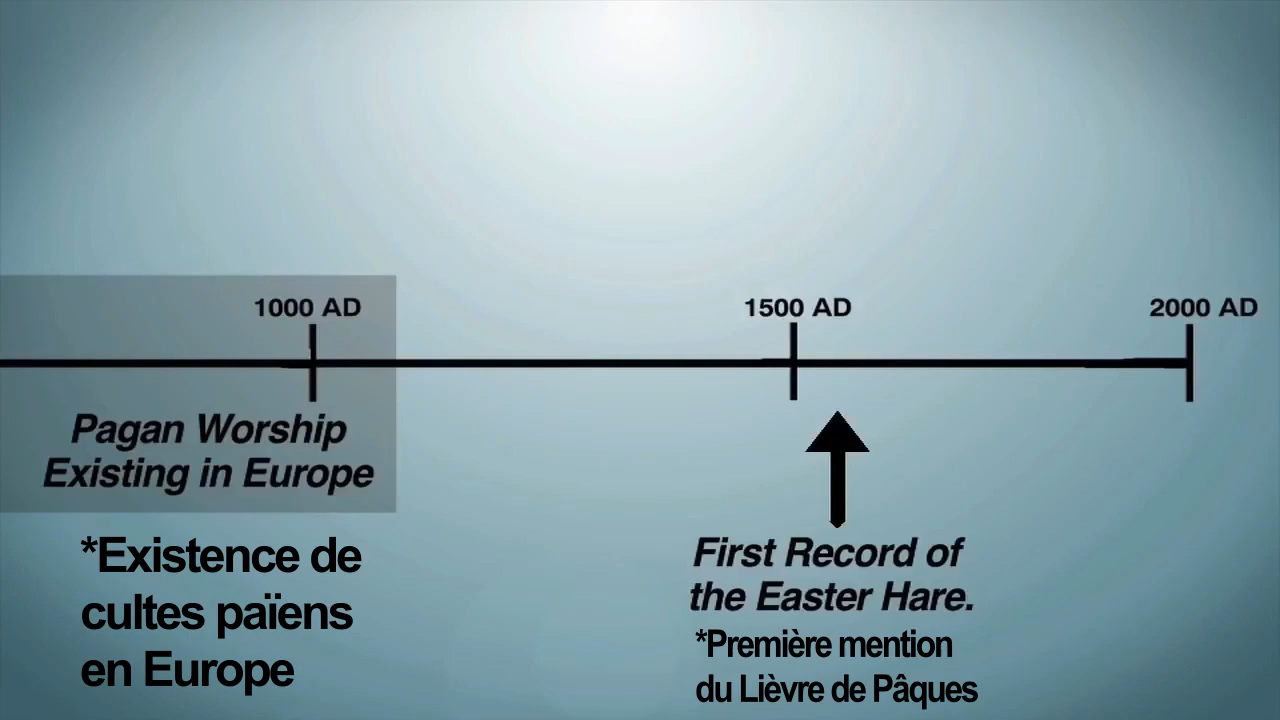 1000 AD
1500 AD
2000 AD
Pagan Worship
Existing in Europe
*Existence de
cultes païens
en Europe
First Record of
the Easter Hare.
*Première mention
du Lièvre de Pâques